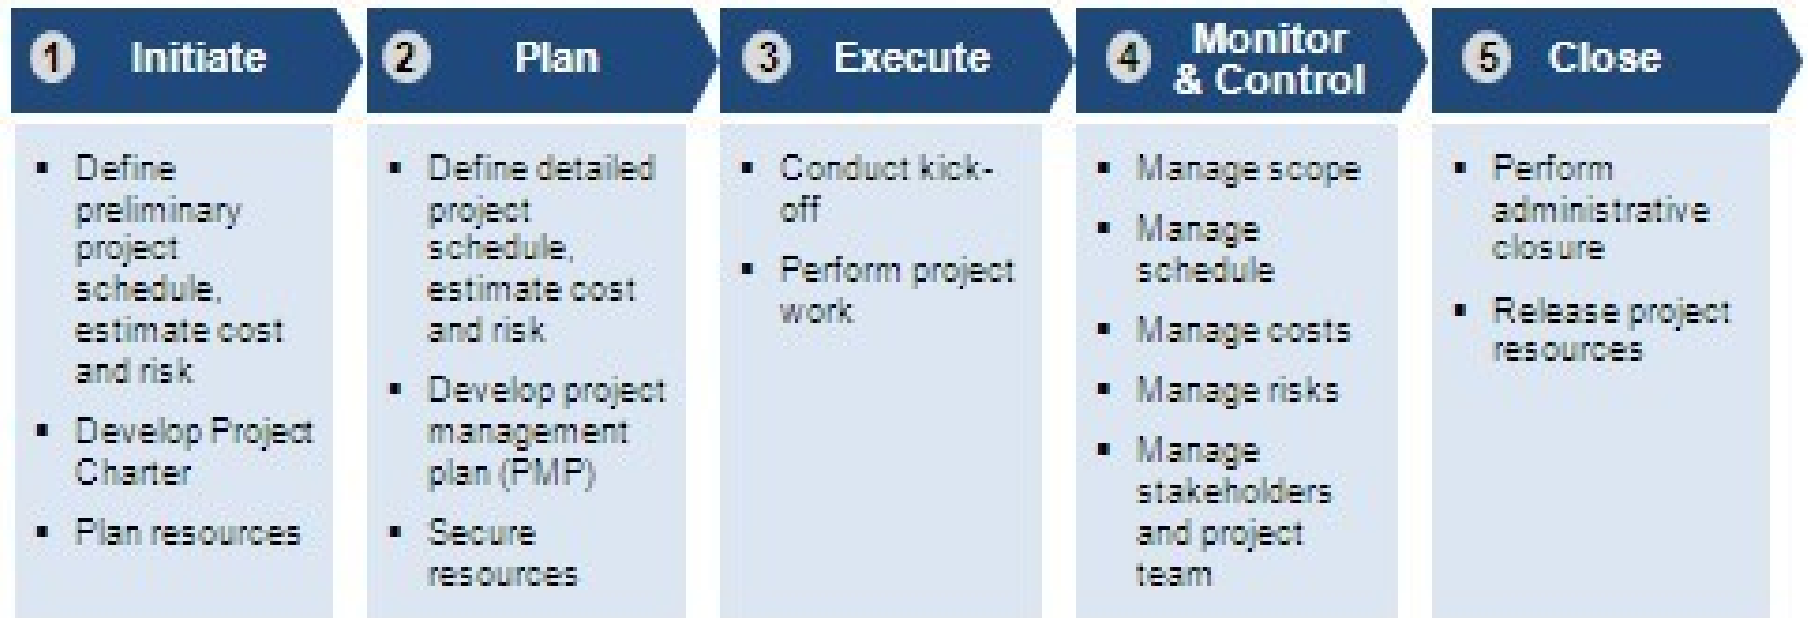 1 Initiate
▪ Define
preliminary
project
schedule,
estimate cost
and risk
▪ Develop Project
Charter
▪ Plan resources
2 Plan
▪ Define detailed
project
schedule,
estimate cost
and risk
▪ Develop project
management
plan (PMP)
▪ Secure
resources
3 Execute
▪ Conduct kick-
off
▪ Perform project
work
4 Monitor
& Control
▪ Manage scope
▪ Manage
schedule
▪ Manage costs
▪ Manage risks
▪ Manage
stakeholders
and project
team
5 Close
▪ Perform
administrative
closure
▪ Release project
resources